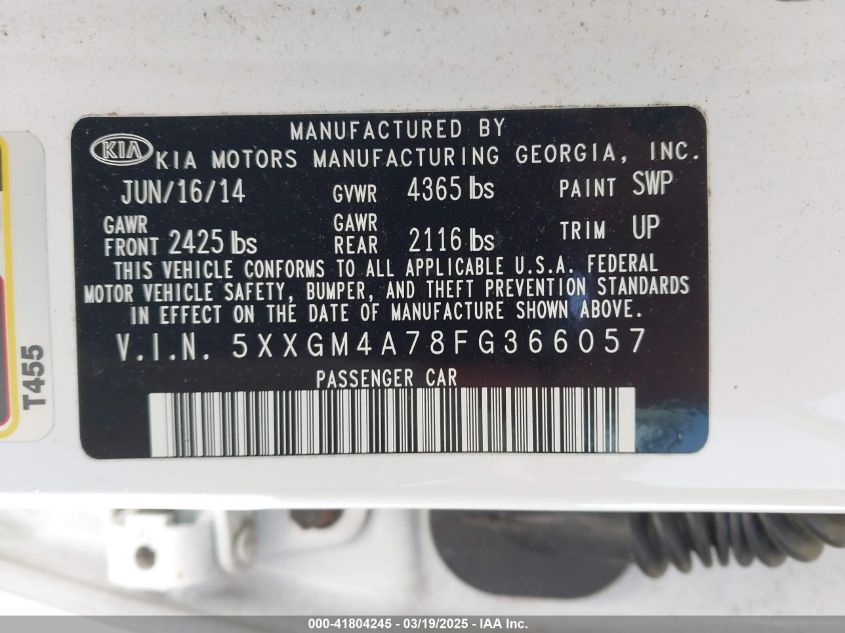 MANUFACTURED BY
KIA KIA MOTORS MANUFACTURING GEORGIA, INC.
JUN/16/14 GVWR 4365 lbs PAINT SWP
GAWR FRONT 2425 lbs GAWR REAR 2116 lbs TRIM UP
THIS VEHICLE CONFORMS TO ALL APPLICABLE U.S.A. FEDERAL
MOTOR VEHICLE SAFETY, BUMPER, AND THEFT PREVENTION STANDARDS
IN EFFECT ON THE DATE OF MANUFACTURE SHOWN ABOVE.
V.I.N. 5XXGM4A78FG366057
PASSENGER CAR
T455
000-41804245 - 03/19/2025 - IAA Inc.